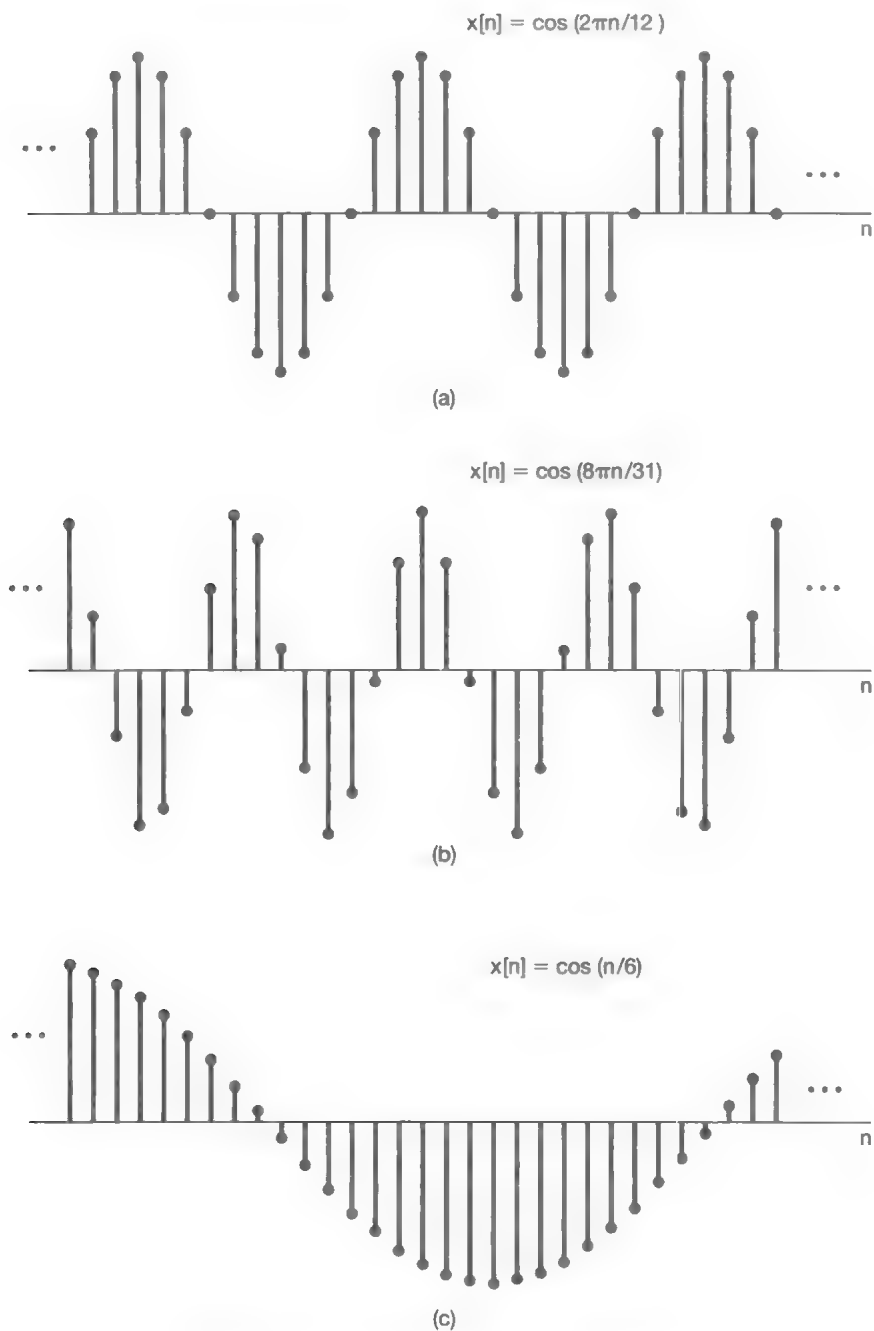 x[n] = cos (2πn/12 )
...
...
n
(a)
x[n] = cos (8πn/31)
...
...
n
(b)
x[n] = cos (n/6)
...
...
n
(c)